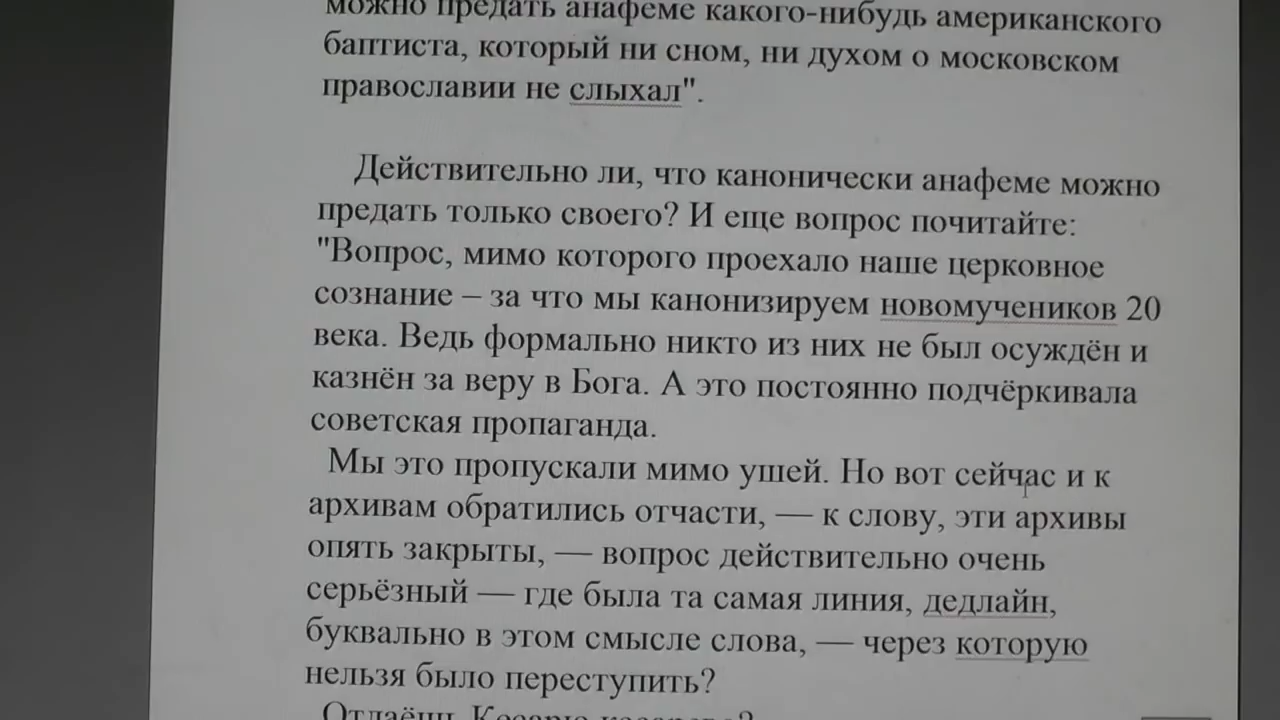 можно предать анафеме какого-нибудь американского
баптиста, который ни сном, ни духом о московском
православии не слыхал".
Действительно ли, что канонически анафеме можно
предать только своего? И еще вопрос почитайте:
"Вопрос, мимо которого проехало наше церковное
сознание – за что мы канонизируем новомучеников 20
века. Ведь формально никто из них не был осуждён и
казнён за веру в Бога. А это постоянно подчёркивала
советская пропаганда.
Мы это пропускали мимо ушей. Но вот сейчас и к
архивам обратились отчасти, — к слову, эти архивы
опять закрыты, — вопрос действительно очень
серьёзный — где была та самая линия, дедлайн,
буквально в этом смысле слова, — через которую
нельзя было переступить?